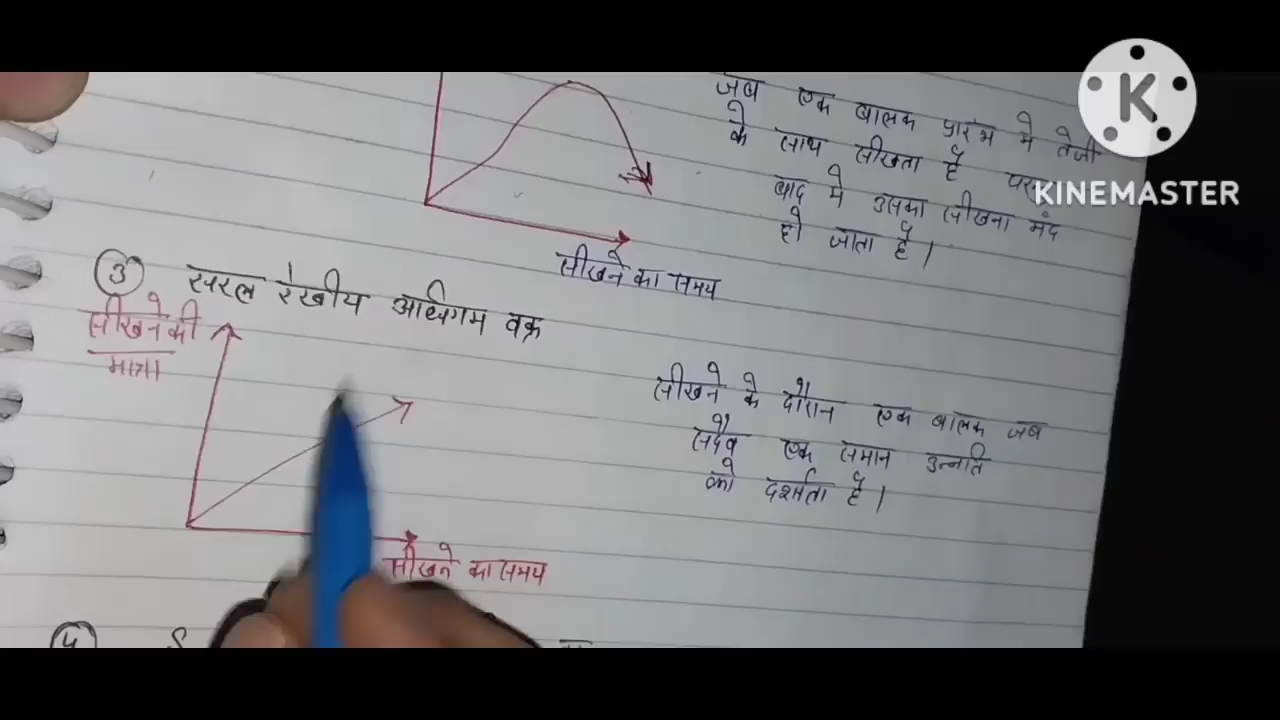 जब एक बालक प्रारंभ मे तेजी
के साथ सीखता है
बाद मे उसका सीखना मंद
हो जाता है।
सीखने का समय
③ सरल रेखीय अधिगम वक्र
सीखने की
मात्रा
सीखने के दौरान एक बालक जब
सदैव एक समान उन्नति
को दर्शाता है।
सीखने का समय
④
K
KINEMASTER